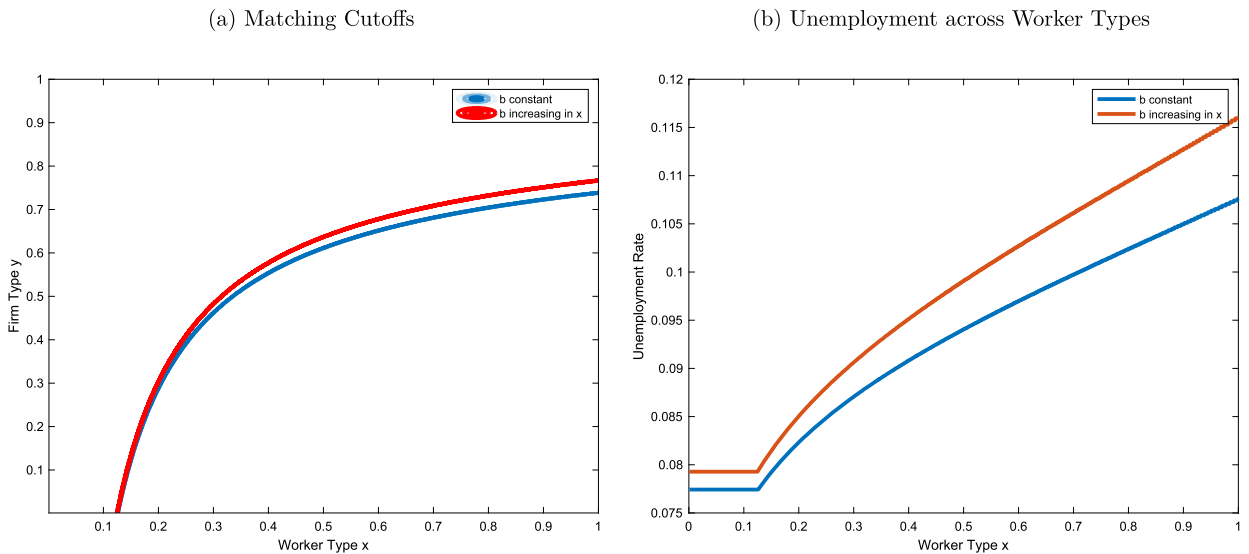 (a) Matching Cutoffs
1
0.9
0.8
0.7
0.6
0.5
0.4
0.3
0.2
0.1
Firm Type y
b constant
b increasing in x
0.1 0.2 0.3 0.4 0.5 0.6 0.7 0.8 0.9 1
Worker Type x
(b) Unemployment across Worker Types
0.12
0.115
0.11
0.105
0.1
0.095
0.09
0.085
0.08
0.075
Unemployment Rate
b constant
b increasing in x
0 0.1 0.2 0.3 0.4 0.5 0.6 0.7 0.8 0.9 1
Worker Type x